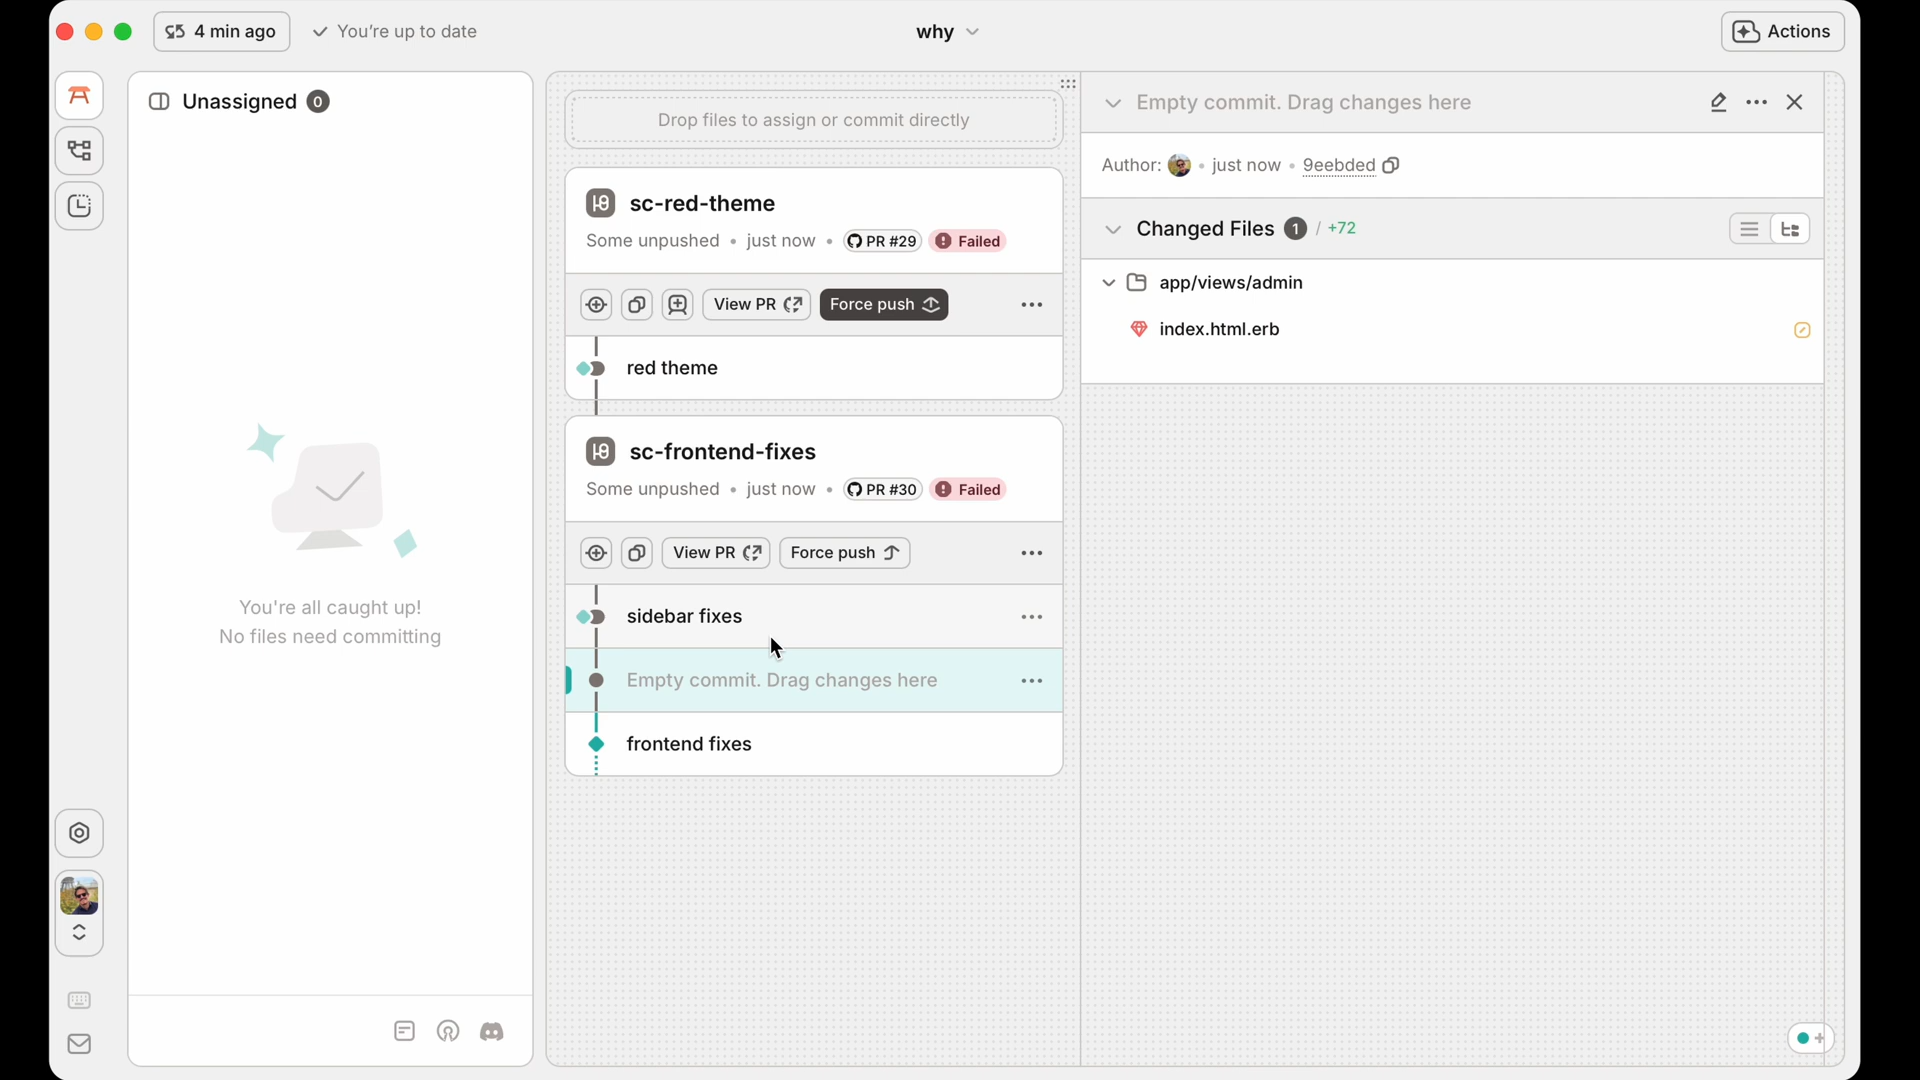 4 min ago
You're up to date
why
Actions
Unassigned 0
You're all caught up!
No files need committing
Drop files to assign or commit directly
sc-red-theme
Some unpushed • just now • PR #29 Failed
View PR
Force push
red theme
sc-frontend-fixes
Some unpushed • just now • PR #30 Failed
View PR
Force push
sidebar fixes
Empty commit. Drag changes here
frontend fixes
Empty commit. Drag changes here
Author: • just now • 9eebded
Changed Files 1 / +72
app/views/admin
index.html.erb